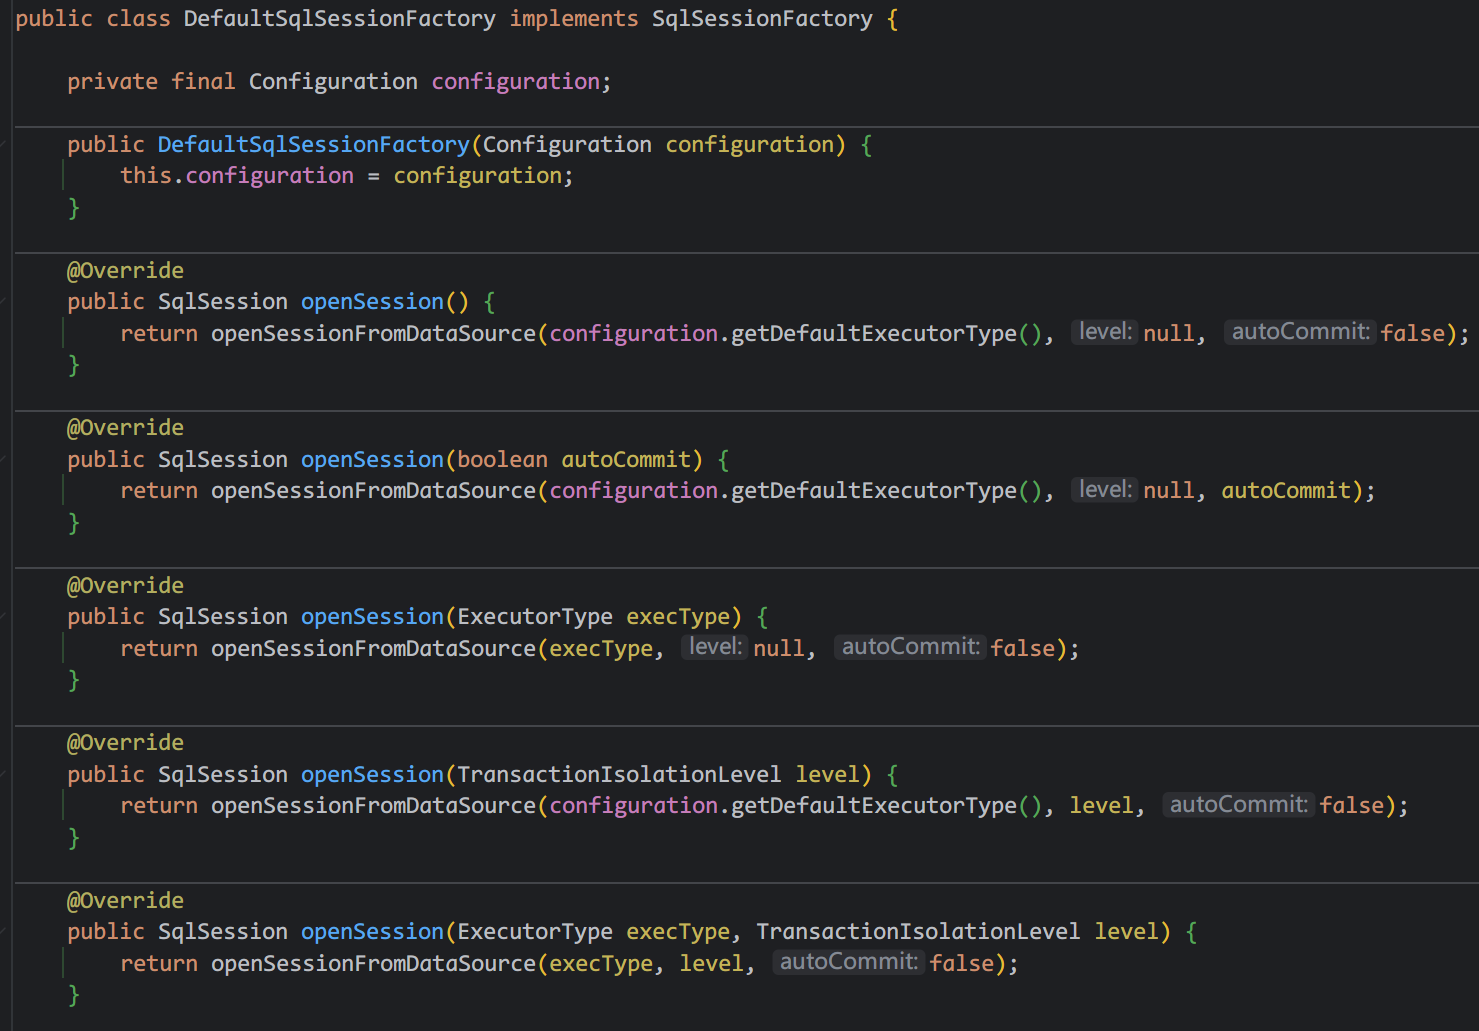 public class DefaultSqlSessionFactory implements SqlSessionFactory {
private final Configuration configuration;
public DefaultSqlSessionFactory(Configuration configuration) {
this.configuration = configuration;
}
@Override
public SqlSession openSession() {
return openSessionFromDataSource(configuration.getDefaultExecutorType(), level: null, autoCommit: false);
}
@Override
public SqlSession openSession(boolean autoCommit) {
return openSessionFromDataSource(configuration.getDefaultExecutorType(), level: null, autoCommit);
}
@Override
public SqlSession openSession(ExecutorType execType) {
return openSessionFromDataSource(execType, level: null, autoCommit: false);
}
@Override
public SqlSession openSession(TransactionIsolationLevel level) {
return openSessionFromDataSource(configuration.getDefaultExecutorType(), level, autoCommit: false);
}
@Override
public SqlSession openSession(ExecutorType execType, TransactionIsolationLevel level) {
return openSessionFromDataSource(execType, level, autoCommit: false);
}